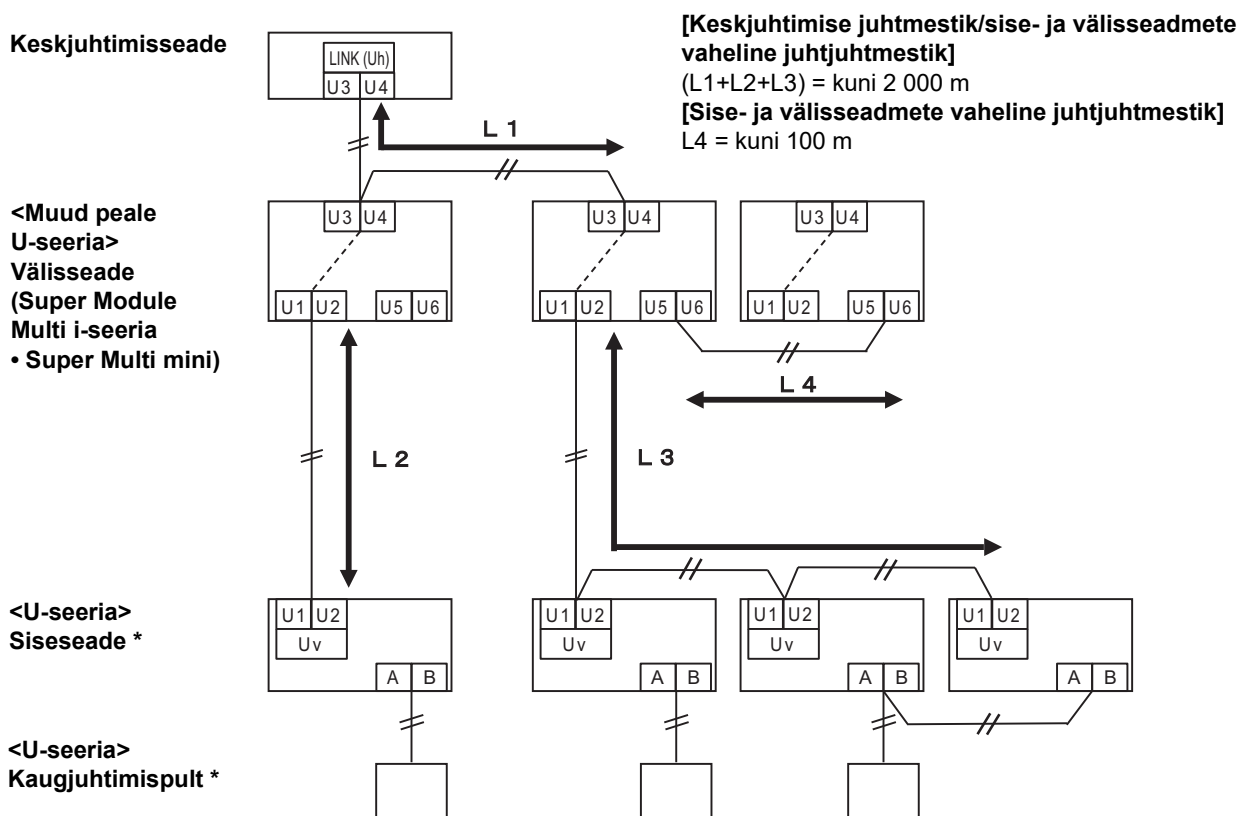 Keskjuhtimisseade
LINK (Uh)
U3 U4
[Keskjuhtimise juhtmestik/sise- ja välisseadmete
vaheline juhtjuhtmestik]
(L1+L2+L3) = kuni 2 000 m
[Sise- ja välisseadmete vaheline juhtjuhtmestik]
L4 = kuni 100 m
L 1
<Muud peale
U-seeria>
Välisseade
(Super Module
Multi i-seeria
• Super Multi mini)
U3 U4
U1 U2 U5 U6
U3 U4
U1 U2 U5 U6
U3 U4
U1 U2 U5 U6
L 4
L 2
L 3
<U-seeria>
Siseseade *
U1 U2
Uv
A B
U1 U2
Uv
A B
U1 U2
Uv
A B
U1 U2
Uv
A B
<U-seeria>
Kaugjuhtimispult *